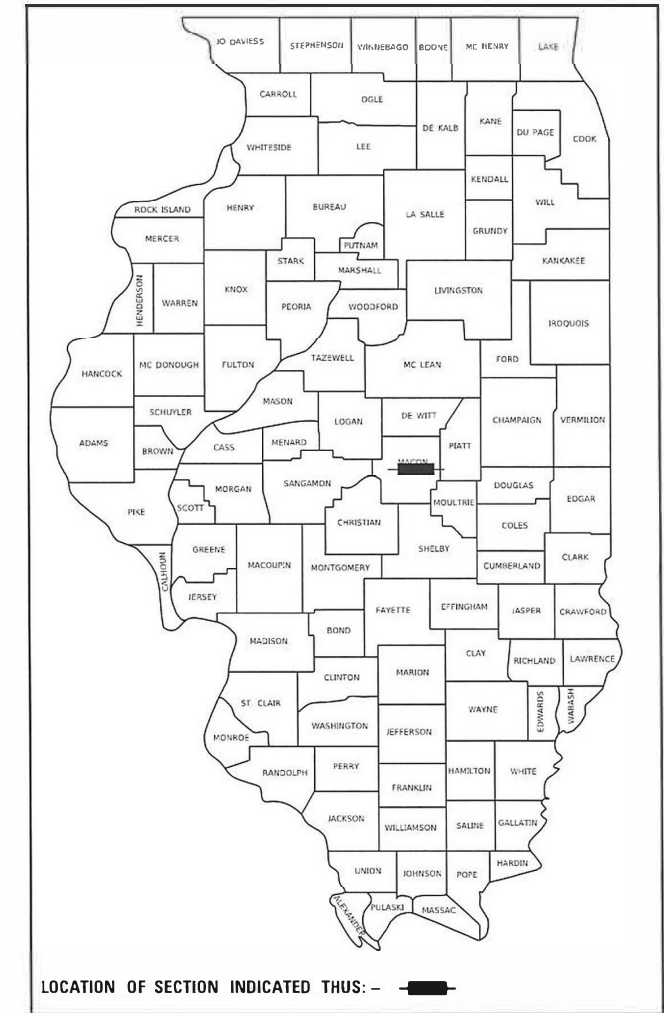 JO DAVIESS STEPHENSON WINNEBAGO BOONE MC HENRY LAKE
CARROLL OGLE
DE KALB KANE DU PAGE COOK
WHITESIDE LEE
KENDALL
ROCK ISLAND HENRY BUREAU LA SALLE WILL
GRUNDY
MERCER PUTNAM
STARK MARSHALL KANKAKEE
HENDERSON WARREN KNOX LIVINGSTON
PEORIA WOODFORD IROQUOIS
HANCOCK MC DONOUGH FULTON TAZEWELL MC LEAN FORD
MASON
SCHUYLER LOGAN DE WITT CHAMPAIGN VERMILION
ADAMS BROWN CASS MENARD PIATT
MACON
PIKE SCOTT MORGAN SANGAMON DOUGLAS EDGAR
MOULTRIE
CHRISTIAN COLES
CALHOUN GREENE MACOUPIN MONTGOMERY SHELBY CUMBERLAND CLARK
JERSEY FAYETTE EFFINGHAM JASPER CRAWFORD
MADISON BOND
CLAY RICHLAND LAWRENCE
CLINTON MARION
ST. CLAIR WAYNE EDWARDS WABASH
MONROE WASHINGTON JEFFERSON
RANDOLPH PERRY HAMILTON WHITE
FRANKLIN
JACKSON WILLIAMSON SALINE GALLATIN
UNION JOHNSON POPE HARDIN
ALEXANDER PULASKI MASSAC
LOCATION OF SECTION INDICATED THUS: –